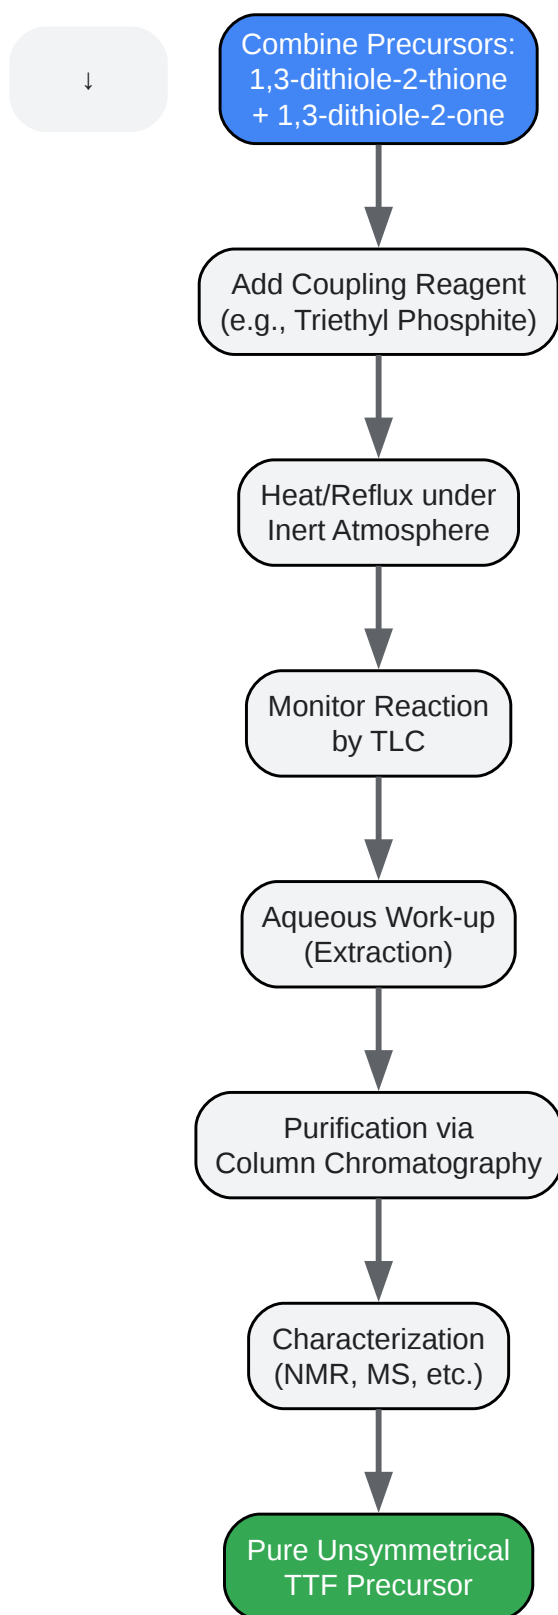 ↓
Combine Precursors:
1,3-dithiole-2-thione
+ 1,3-dithiole-2-one
Add Coupling Reagent
(e.g., Triethyl Phosphite)
Heat/Reflux under
Inert Atmosphere
Monitor Reaction
by TLC
Aqueous Work-up
(Extraction)
Purification via
Column Chromatography
Characterization
(NMR, MS, etc.)
Pure Unsymmetrical
TTF Precursor